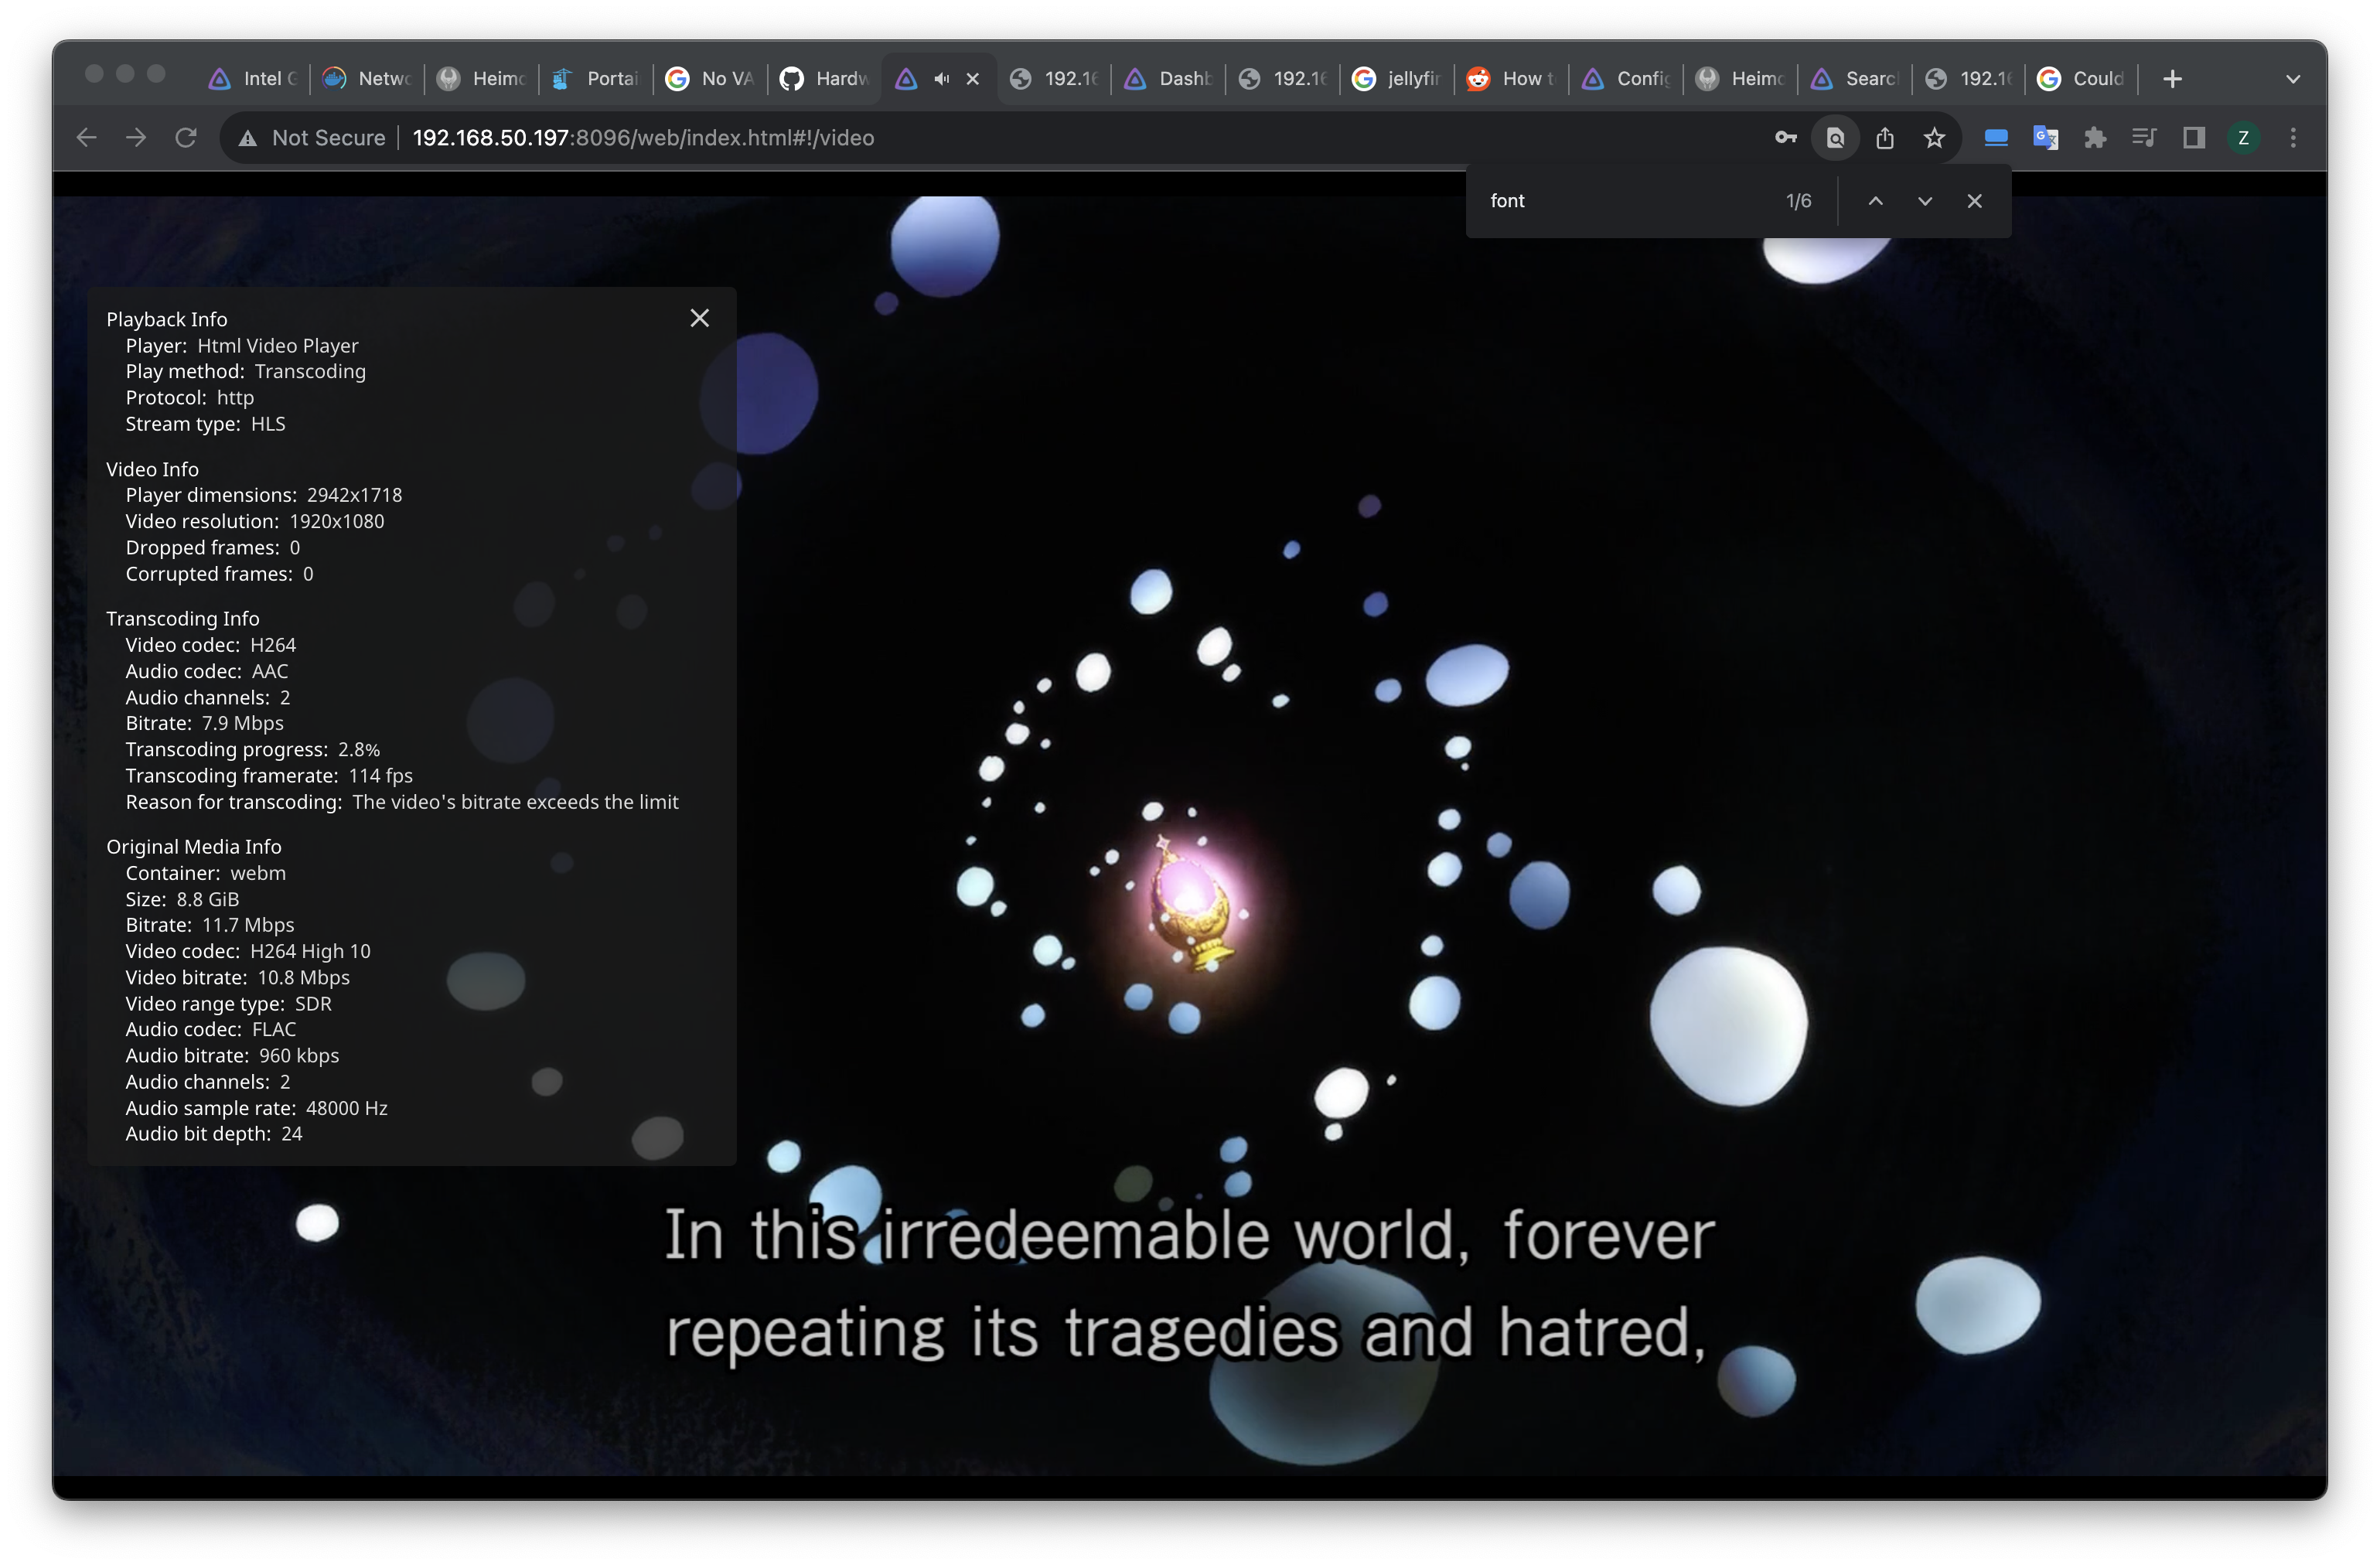 Intel G
Netwo
Heimd
Portai
No VA
Hardw
192.16
Dashb
192.16
jellyfin
How t
Config
Heimd
Search
192.16
Could
Not Secure
192.168.50.197:8096/web/index.html#!/video
Z
font
1/6
Playback Info
Player: Html Video Player
Play method: Transcoding
Protocol: http
Stream type: HLS
Video Info
Player dimensions: 2942x1718
Video resolution: 1920x1080
Dropped frames: 0
Corrupted frames: 0
Transcoding Info
Video codec: H264
Audio codec: AAC
Audio channels: 2
Bitrate: 7.9 Mbps
Transcoding progress: 2.8%
Transcoding framerate: 114 fps
Reason for transcoding: The video's bitrate exceeds the limit
Original Media Info
Container: webm
Size: 8.8 GiB
Bitrate: 11.7 Mbps
Video codec: H264 High 10
Video bitrate: 10.8 Mbps
Video range type: SDR
Audio codec: FLAC
Audio bitrate: 960 kbps
Audio channels: 2
Audio sample rate: 48000 Hz
Audio bit depth: 24
In this irredeemable world, forever
repeating its tragedies and hatred,